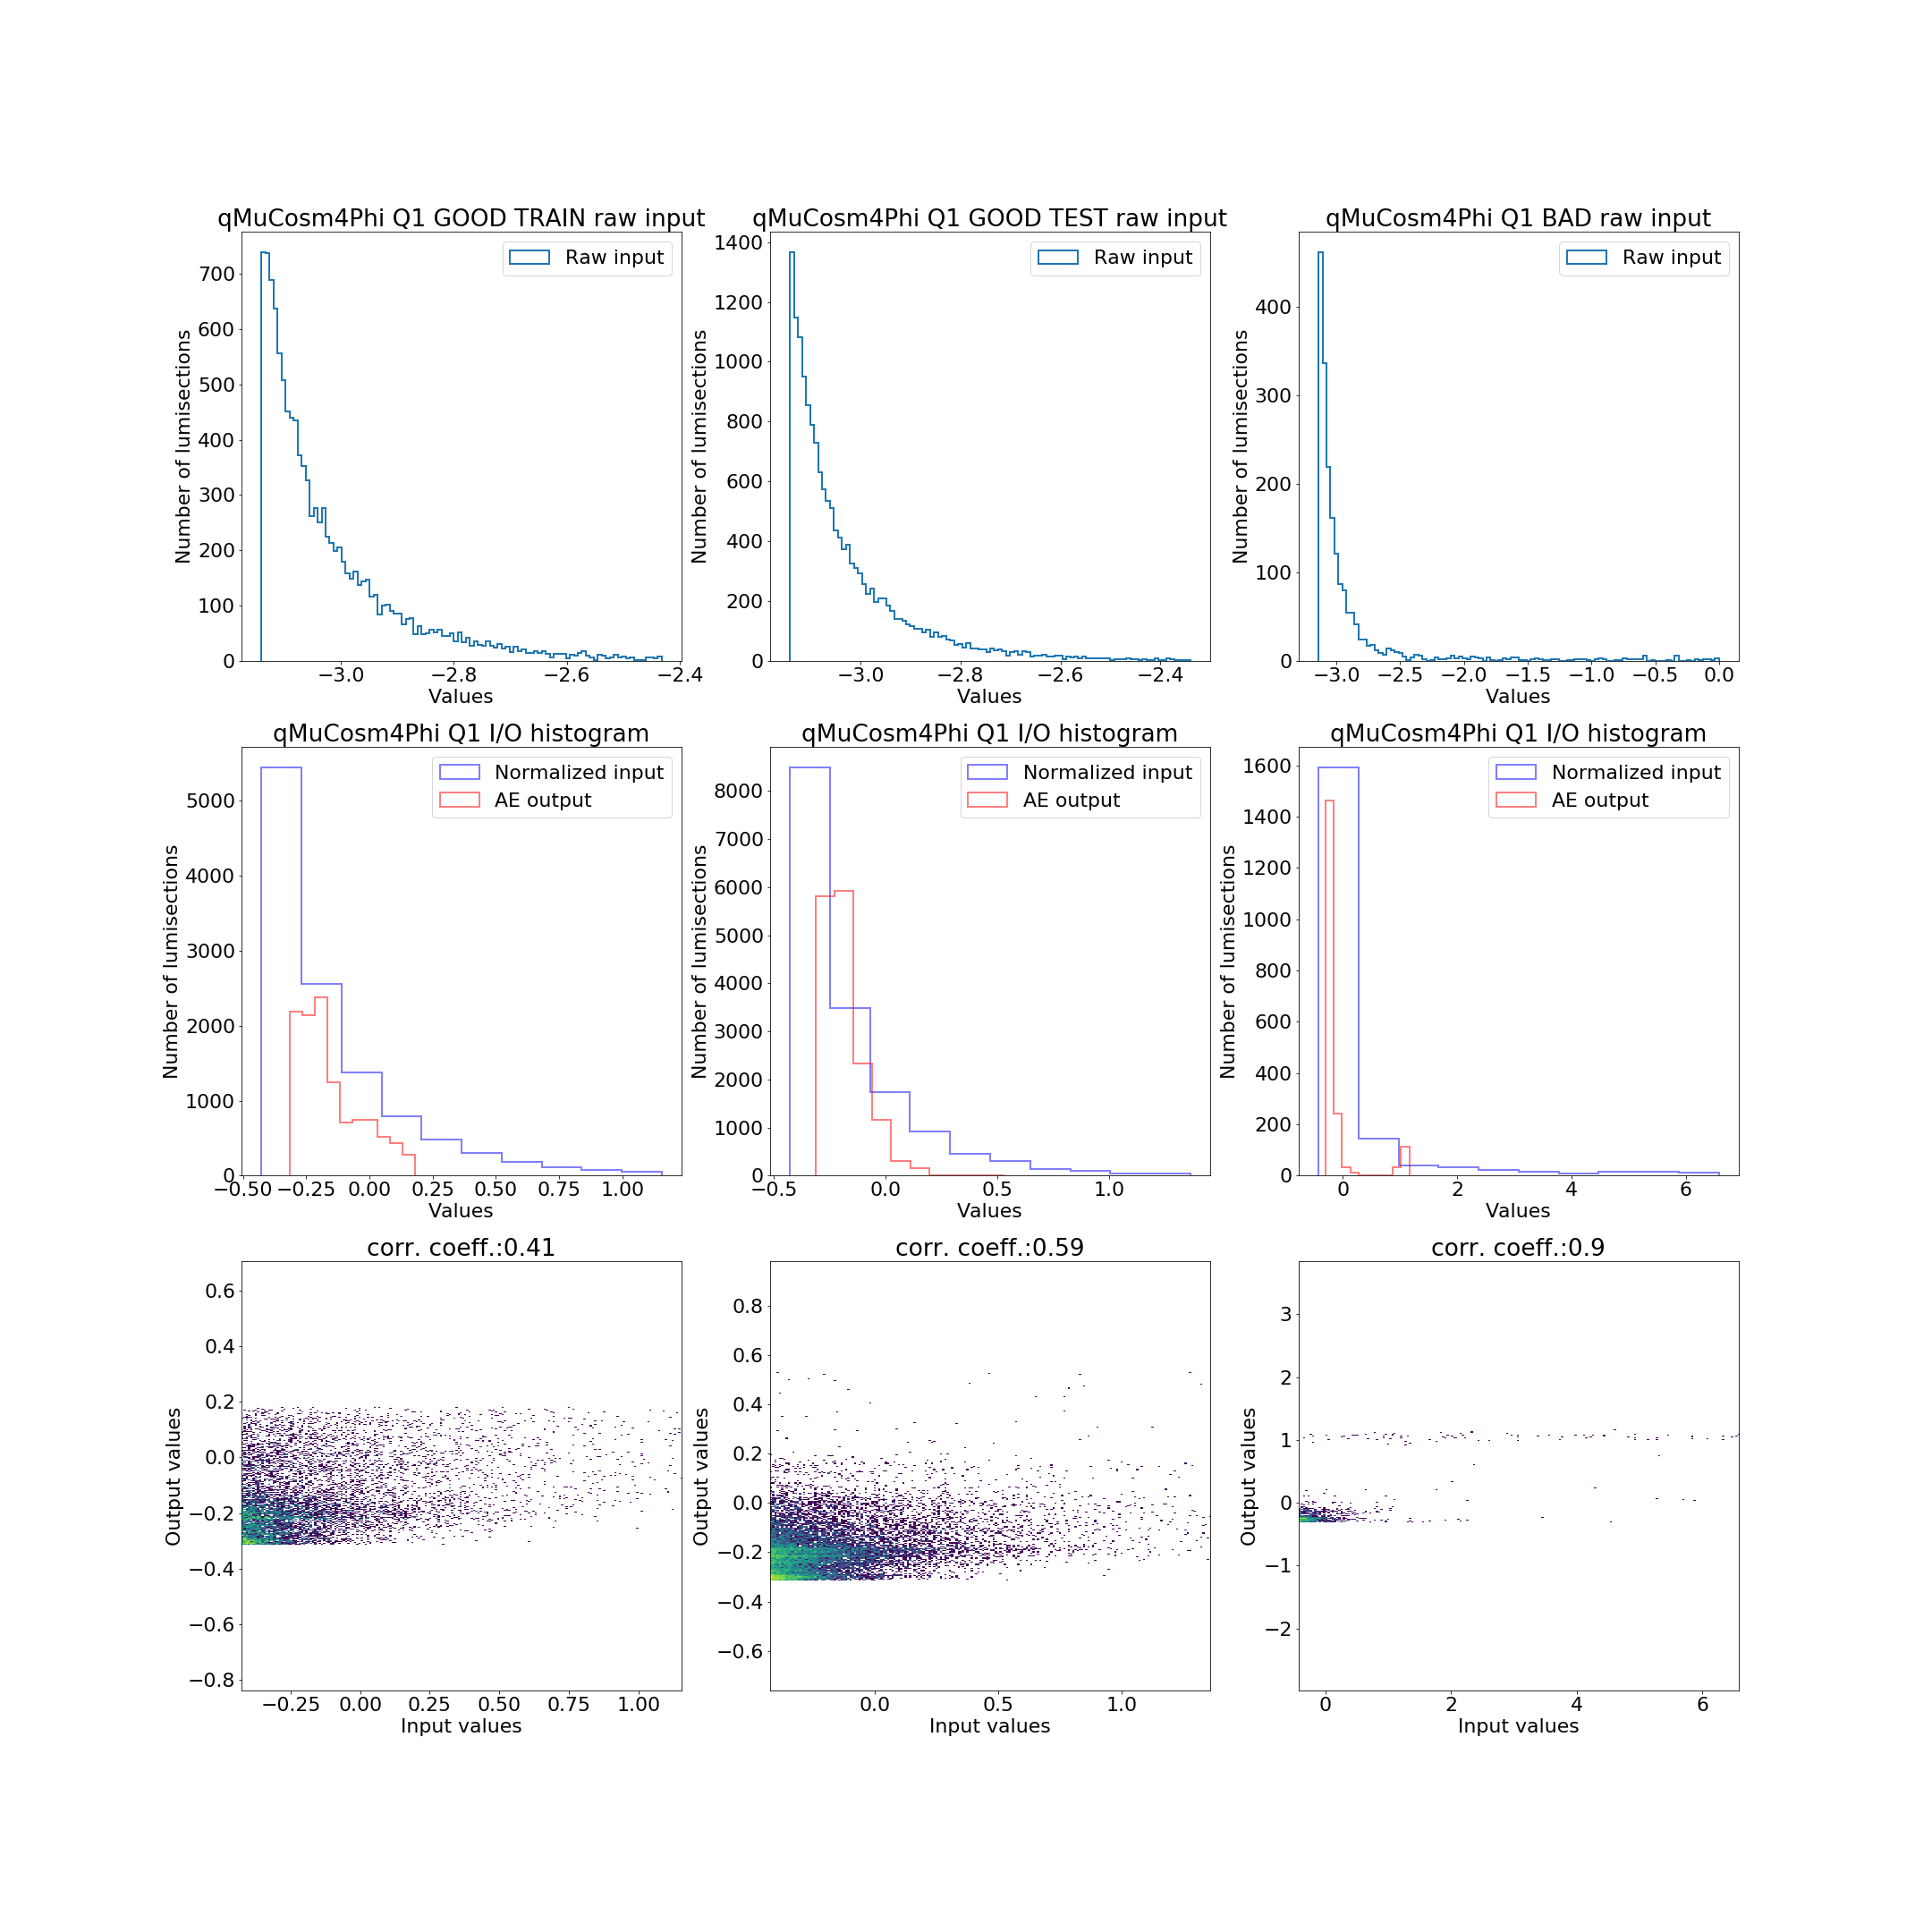 qMuCosm4Phi Q1 GOOD TRAIN raw input
Raw input
Number of lumisections
700
600
500
400
300
200
100
0
−3.0 −2.8 −2.6 −2.4
Values
qMuCosm4Phi Q1 GOOD TEST raw input
Raw input
Number of lumisections
1400
1200
1000
800
600
400
200
0
−3.0 −2.8 −2.6 −2.4
Values
qMuCosm4Phi Q1 BAD raw input
Raw input
Number of lumisections
400
300
200
100
0
−3.0 −2.5 −2.0 −1.5 −1.0 −0.5 0.0
Values
qMuCosm4Phi Q1 I/O histogram
Normalized input
AE output
Number of lumisections
5000
4000
3000
2000
1000
0
−0.50 −0.25 0.00 0.25 0.50 0.75 1.00
Values
qMuCosm4Phi Q1 I/O histogram
Normalized input
AE output
Number of lumisections
8000
7000
6000
5000
4000
3000
2000
1000
0
−0.5 0.0 0.5 1.0
Values
qMuCosm4Phi Q1 I/O histogram
Normalized input
AE output
Number of lumisections
1600
1400
1200
1000
800
600
400
200
0
0 2 4 6
Values
corr. coeff.:0.41
Output values
0.6
0.4
0.2
0.0
−0.2
−0.4
−0.6
−0.8
−0.25 0.00 0.25 0.50 0.75 1.00
Input values
corr. coeff.:0.59
Output values
0.8
0.6
0.4
0.2
0.0
−0.2
−0.4
−0.6
0.0 0.5 1.0
Input values
corr. coeff.:0.9
Output values
3
2
1
0
−1
−2
0 2 4 6
Input values